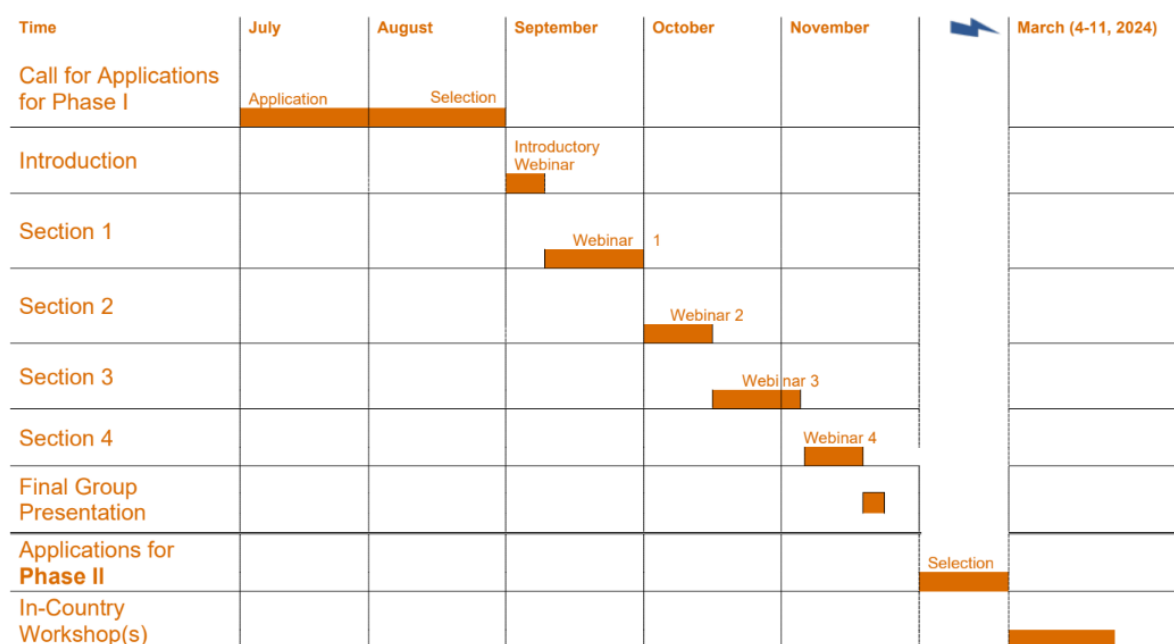 Time July August September October November March (4-11, 2024)
Call for Applications
for Phase I
Application Selection
Introduction
Introductory
Webinar
Section 1
Webinar 1
Section 2
Webinar 2
Section 3
Webinar 3
Section 4
Webinar 4
Final Group
Presentation
Applications for
Phase II
Selection
In-Country
Workshop(s)